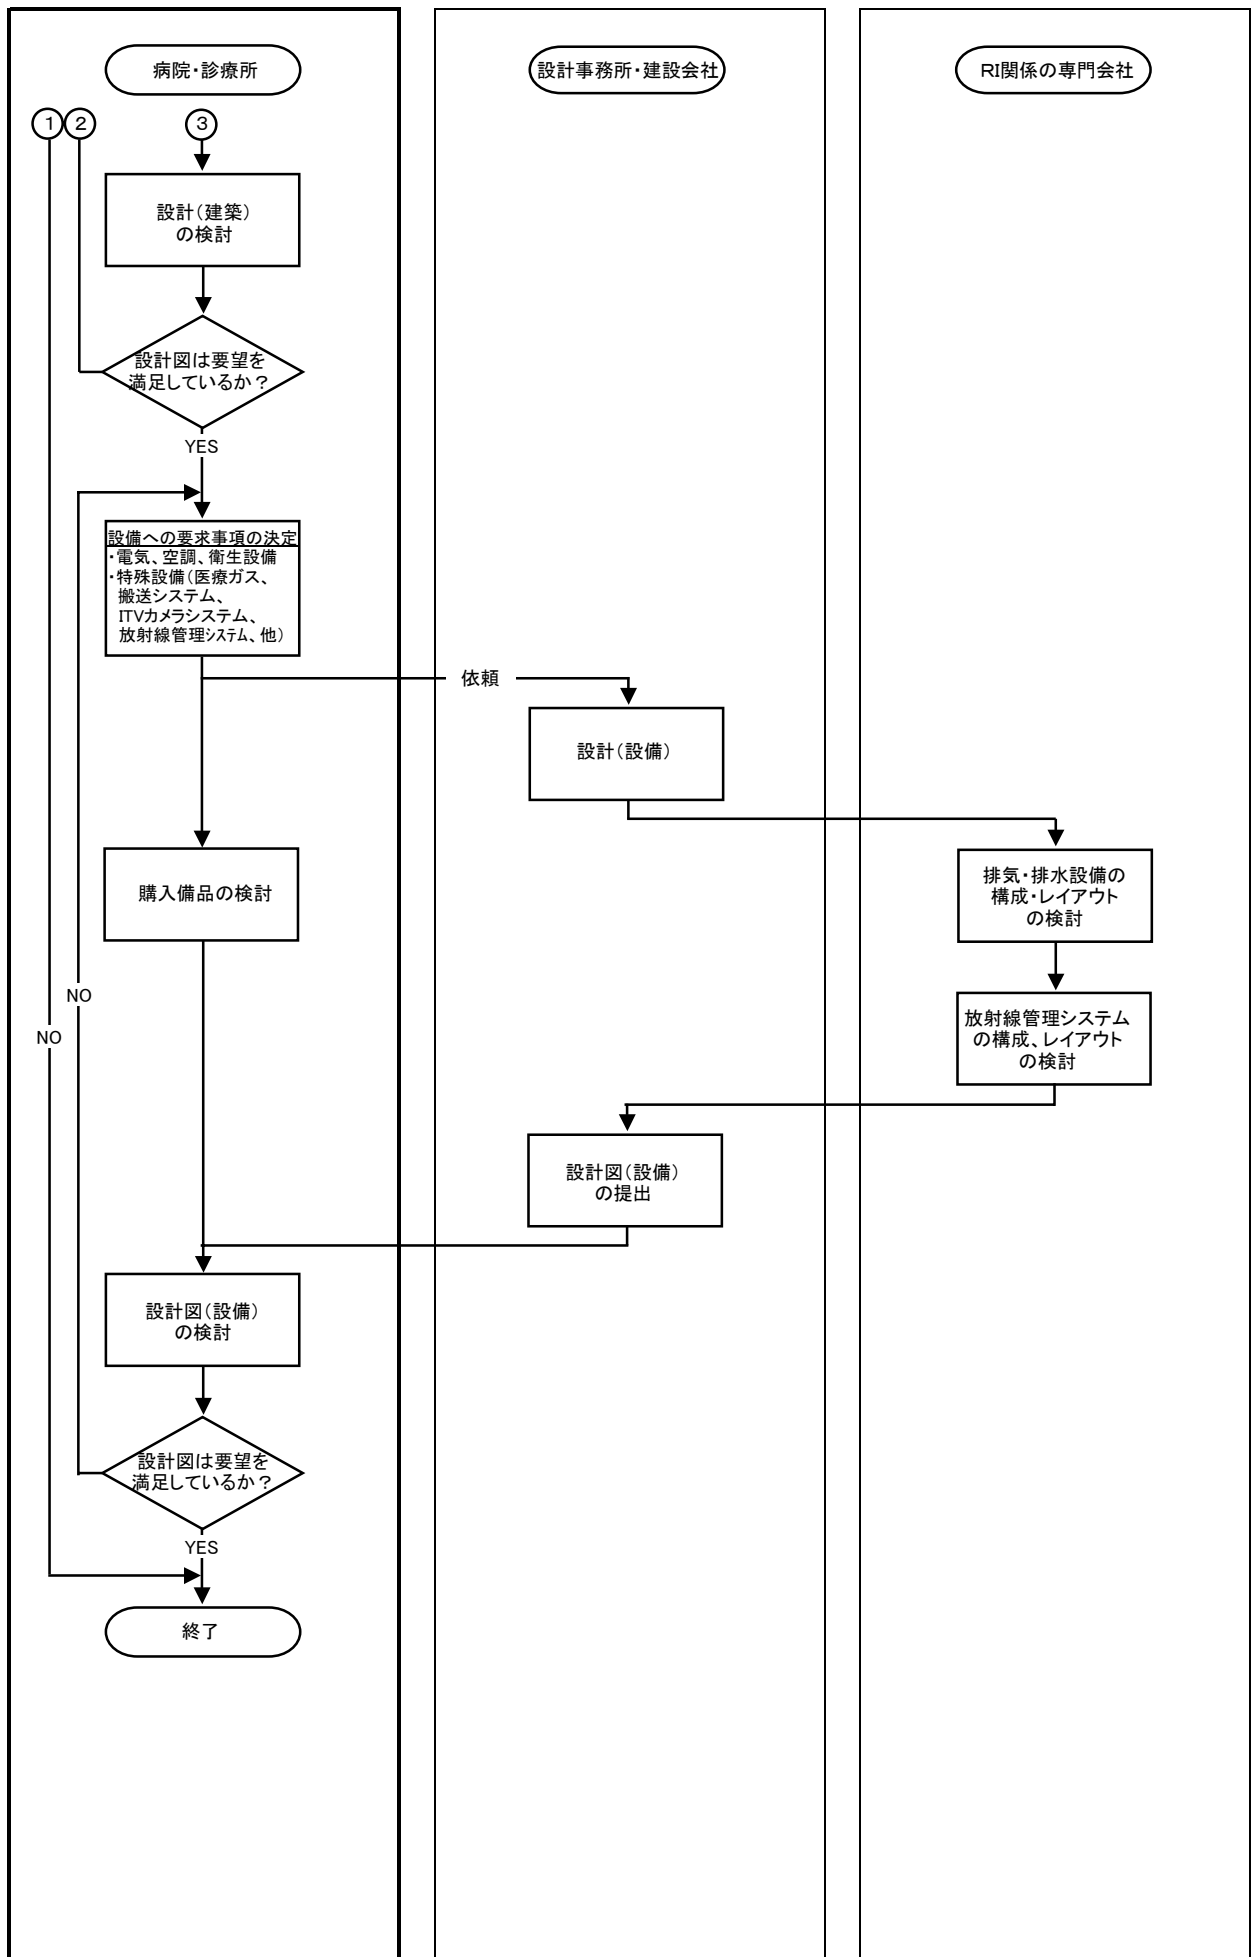 病院・診療所
設計事務所・建設会社
RI関係の専門会社
1
2
3
設計(建築)
の検討
設計図は要望を
満足しているか？
YES
設備への要求事項の決定
・電気、空調、衛生設備
・特殊設備(医療ガス、
搬送システム、
ITVカメラシステム、
放射線管理システム、他)
依頼
設計(設備)
購入備品の検討
排気・排水設備の
構成・レイアウト
の検討
NO
NO
放射線管理システム
の構成、レイアウト
の検討
設計図(設備)
の提出
設計図(設備)
の検討
設計図は要望を
満足しているか？
YES
終了